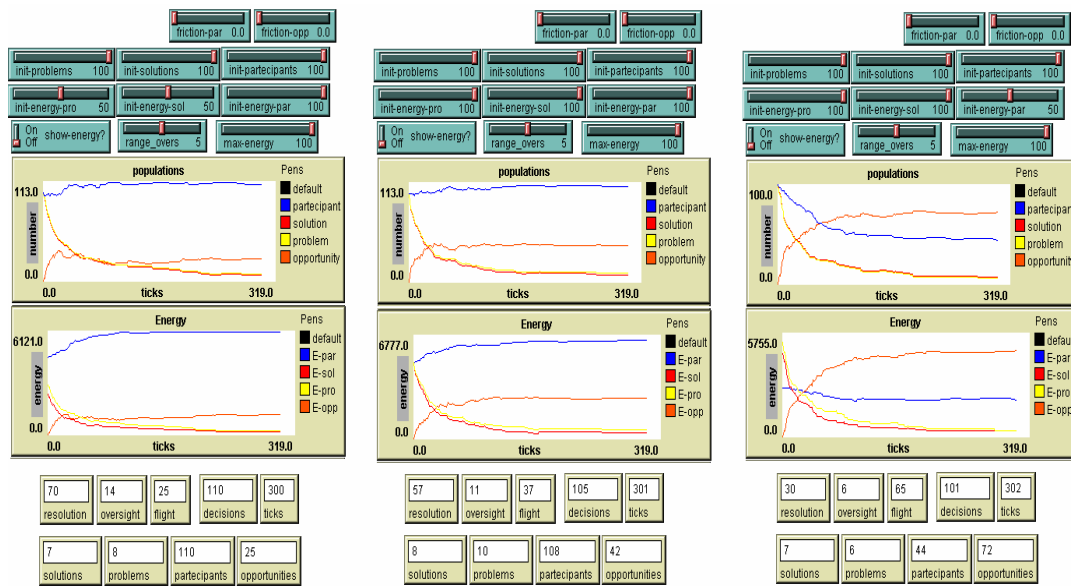 friction-par 0.0 friction-opp 0.0
init-problems 100 init-solutions 100 init-partecipants 100
init-energy-pro 50 init-energy-sol 50 init-energy-par 100
On
Off show-energy? range_overs 5 max-energy 100
populations
Pens
113.0
number
0.0
0.0 ticks 319.0
default
partecipant
solution
problem
opportunity
Energy
Pens
6121.0
energy
0.0
0.0 ticks 319.0
default
E-par
E-sol
E-pro
E-opp
70 14 25 110 300
resolution oversight flight decisions ticks
7 8 110 25
solutions problems partecipants opportunities
friction-par 0.0 friction-opp 0.0
init-problems 100 init-solutions 100 init-partecipants 100
init-energy-pro 100 init-energy-sol 100 init-energy-par 100
On
Off show-energy? range_overs 5 max-energy 100
populations
Pens
113.0
number
0.0
0.0 ticks 319.0
default
partecipant
solution
problem
opportunity
Energy
Pens
6777.0
energy
0.0
0.0 ticks 319.0
default
E-par
E-sol
E-pro
E-opp
57 11 37 105 301
resolution oversight flight decisions ticks
8 10 108 42
solutions problems partecipants opportunities
friction-par 0.0 friction-opp 0.0
init-problems 100 init-solutions 100 init-partecipants 100
init-energy-pro 100 init-energy-sol 100 init-energy-par 50
On
Off show-energy? range_overs 5 max-energy 100
populations
Pens
100.0
number
0.0
0.0 ticks 319.0
default
partecipant
solution
problem
opportunity
Energy
Pens
5755.0
energy
0.0
0.0 ticks 319.0
default
E-par
E-sol
E-pro
E-opp
30 6 65 101 302
resolution oversight flight decisions ticks
7 6 44 72
solutions problems partecipants opportunities